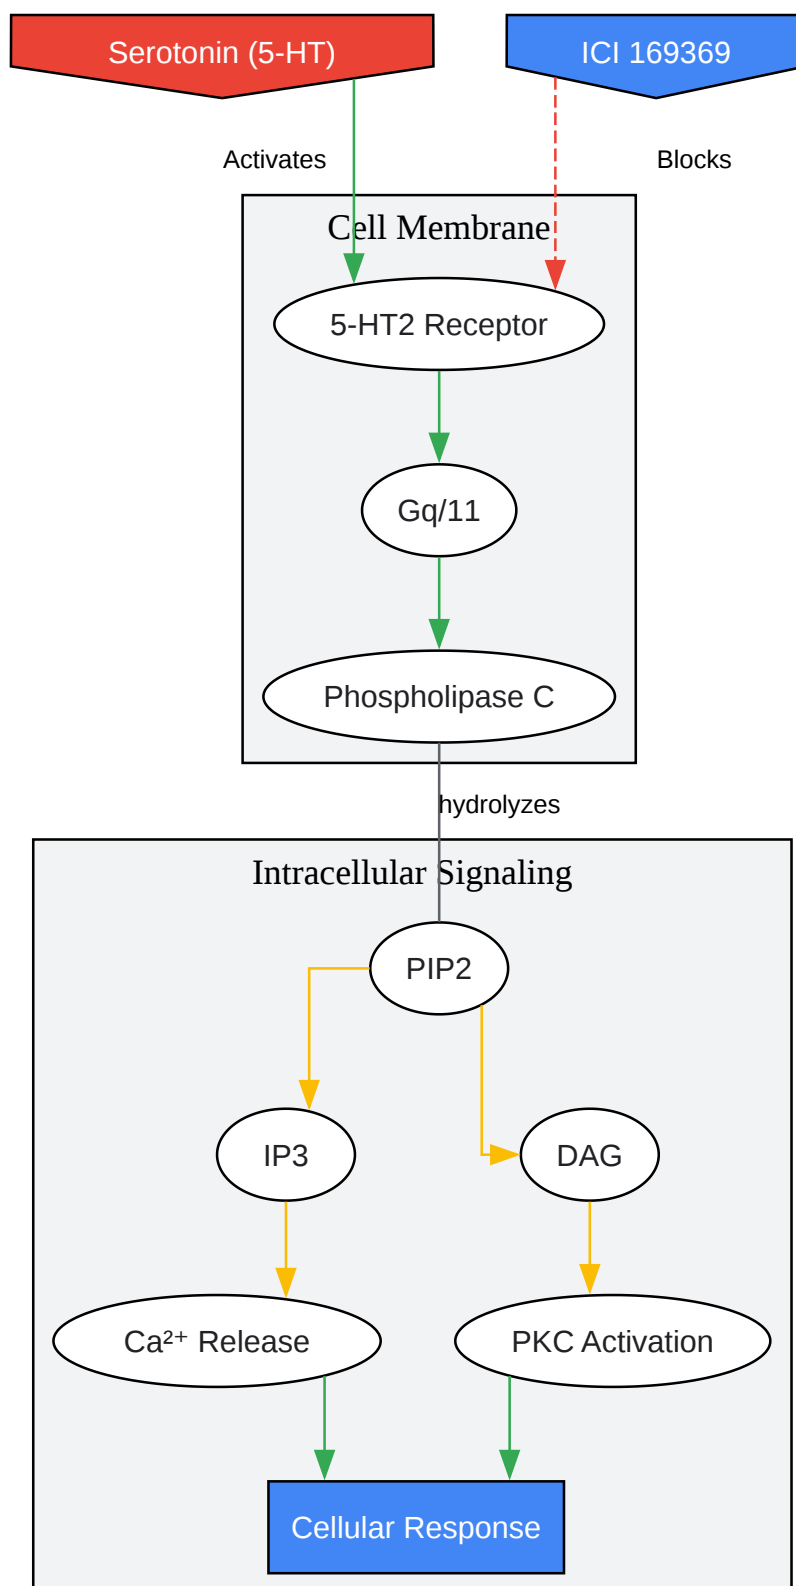 Serotonin (5-HT)
ICI 169369
Activates
Blocks
Cell Membrane
5-HT2 Receptor
Gq/11
Phospholipase C
hydrolyzes
Intracellular Signaling
PIP2
IP3
DAG
Ca²⁺ Release
PKC Activation
Cellular Response